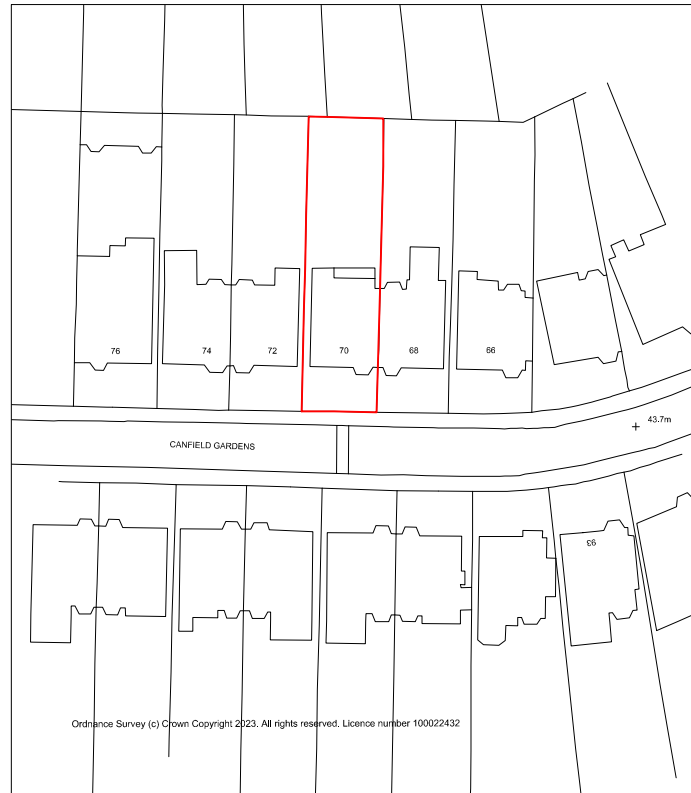 76
74
72
70
68
66
43.7m
CANFIELD GARDENS
93
Ordnance Survey (c) Crown Copyright 2023. All rights reserved. Licence number 100022432